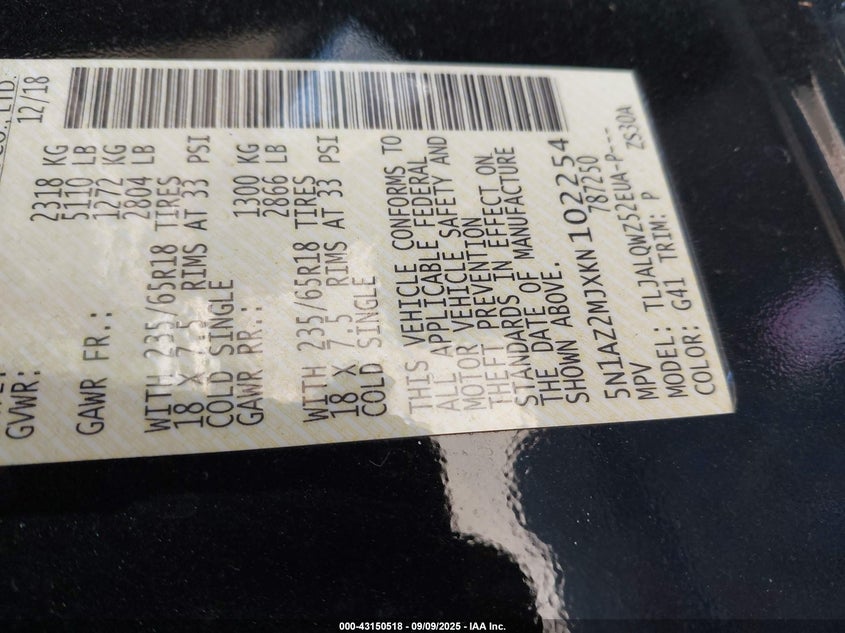 CO., LTD.
12/18
GVWR: 2318 KG
5110 LB
GAWR FR.: 1272 KG
2804 LB
WITH 235/65R18 TIRES
18 X 7.5 RIMS AT 33 PSI
COLD SINGLE
GAWR RR.: 1300 KG
2866 LB
WITH 235/65R18 TIRES
18 X 7.5 RIMS AT 33 PSI
COLD SINGLE
THIS VEHICLE CONFORMS TO
ALL APPLICABLE FEDERAL
MOTOR VEHICLE SAFETY AND
THEFT PREVENTION
STANDARDS IN EFFECT ON
THE DATE OF MANUFACTURE
SHOWN ABOVE.
5N1AZ2MJXKN102254
MPV 787250
MODEL: TLJALQWZ52EUA-P---
COLOR: G41 TRIM: P ZS30A
000-43150518 - 09/09/2025 - IAA Inc.